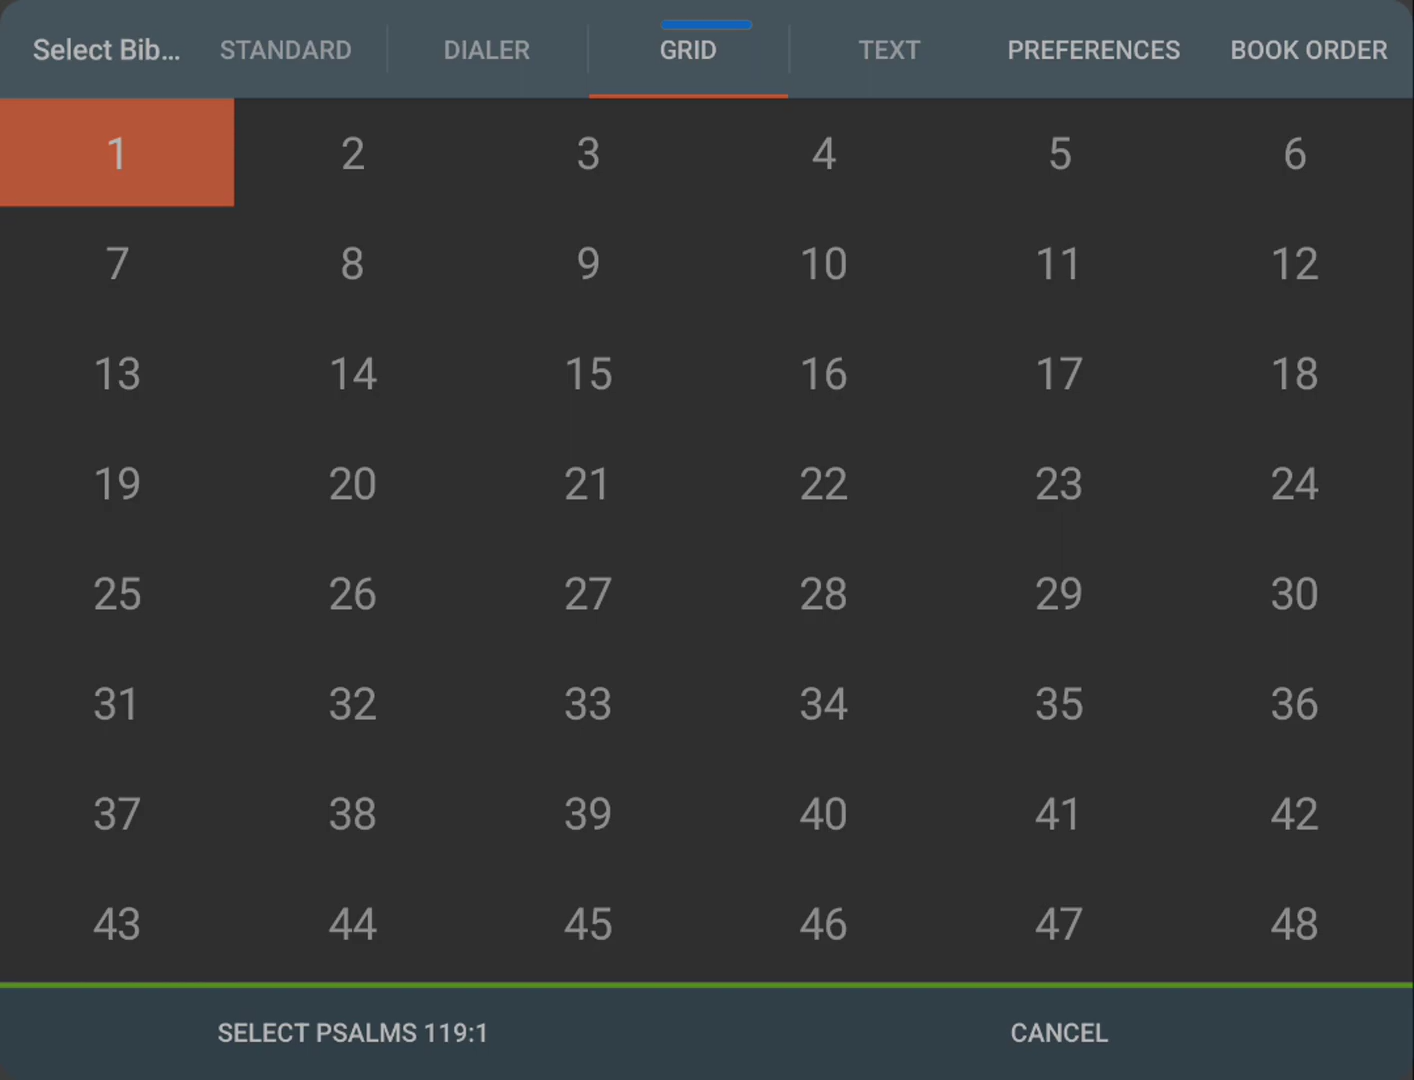 Select Bib... STANDARD DIALER GRID TEXT PREFERENCES BOOK ORDER
1 2 3 4 5 6
7 8 9 10 11 12
13 14 15 16 17 18
19 20 21 22 23 24
25 26 27 28 29 30
31 32 33 34 35 36
37 38 39 40 41 42
43 44 45 46 47 48
SELECT PSALMS 119:1 CANCEL